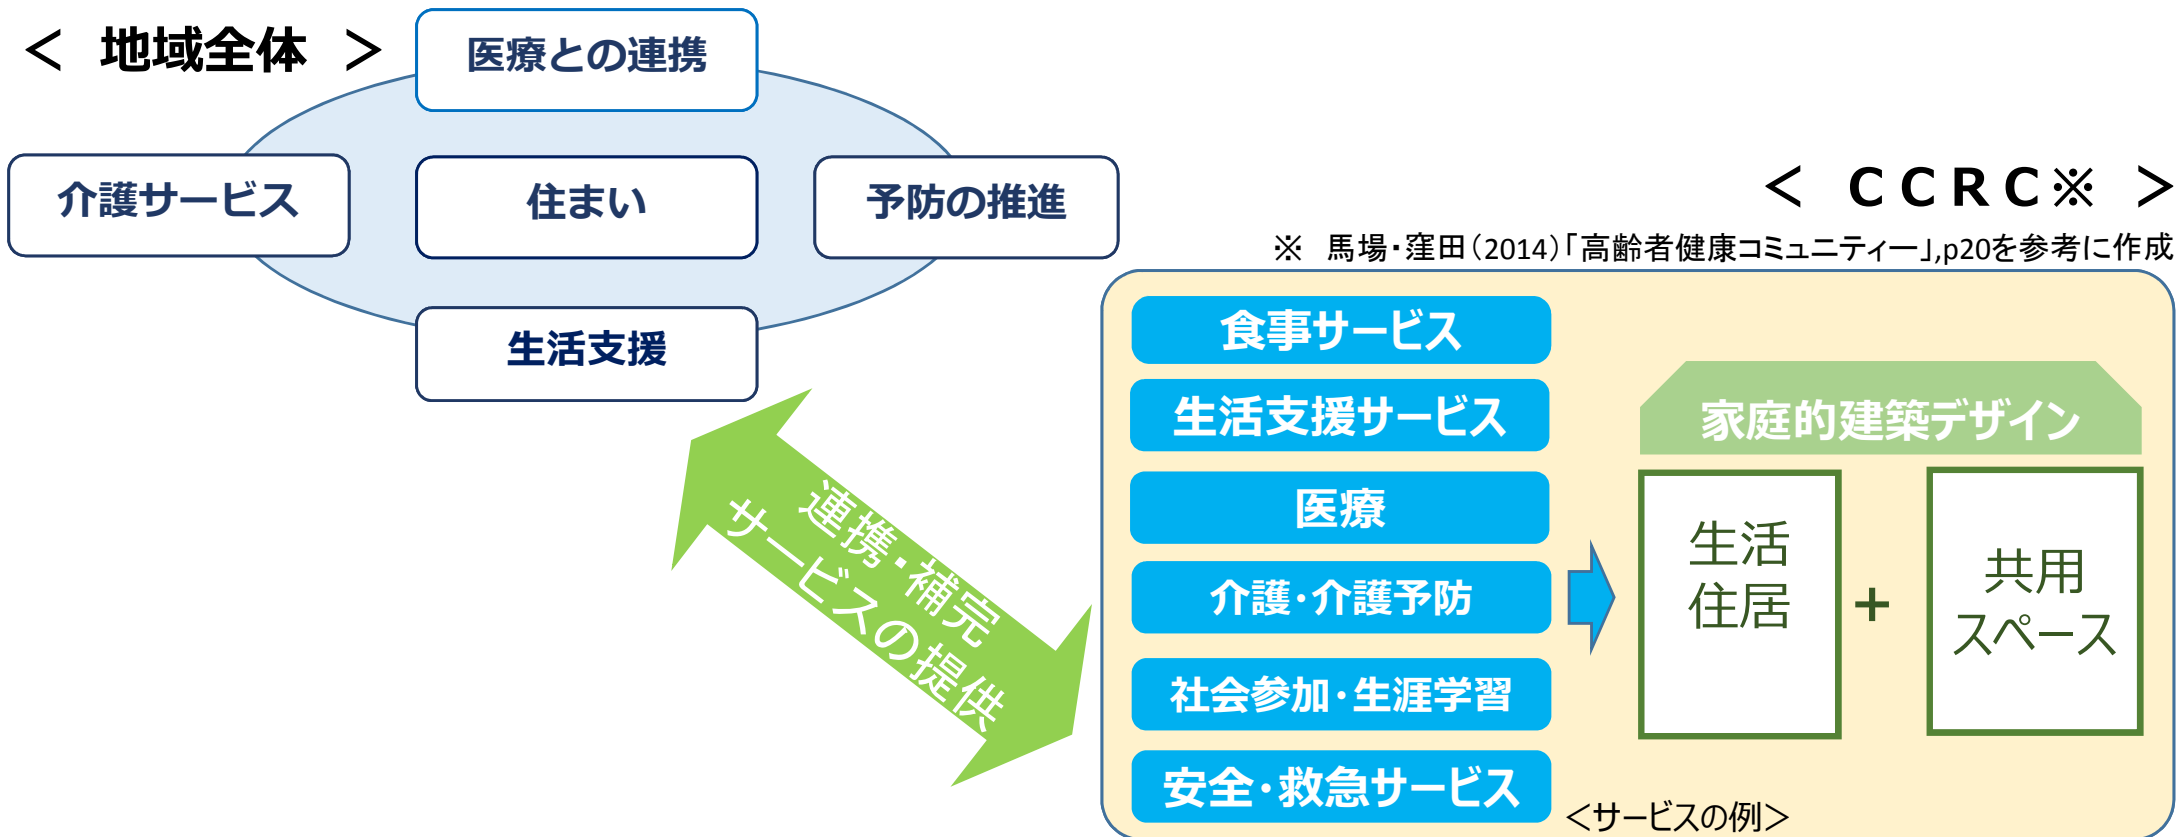 ＜　地域全体　＞
医療との連携
介護サービス
住まい
予防の推進
生活支援
連携・補完
サービスの提供
＜　ＣＣＲＣ※　＞
※　馬場・窪田（2014）「高齢者健康コミュニティー」,p20を参考に作成
食事サービス
生活支援サービス
医療
介護・介護予防
社会参加・生涯学習
安全・救急サービス
＜サービスの例＞
家庭的建築デザイン
生活
住居
+
共用
スペース